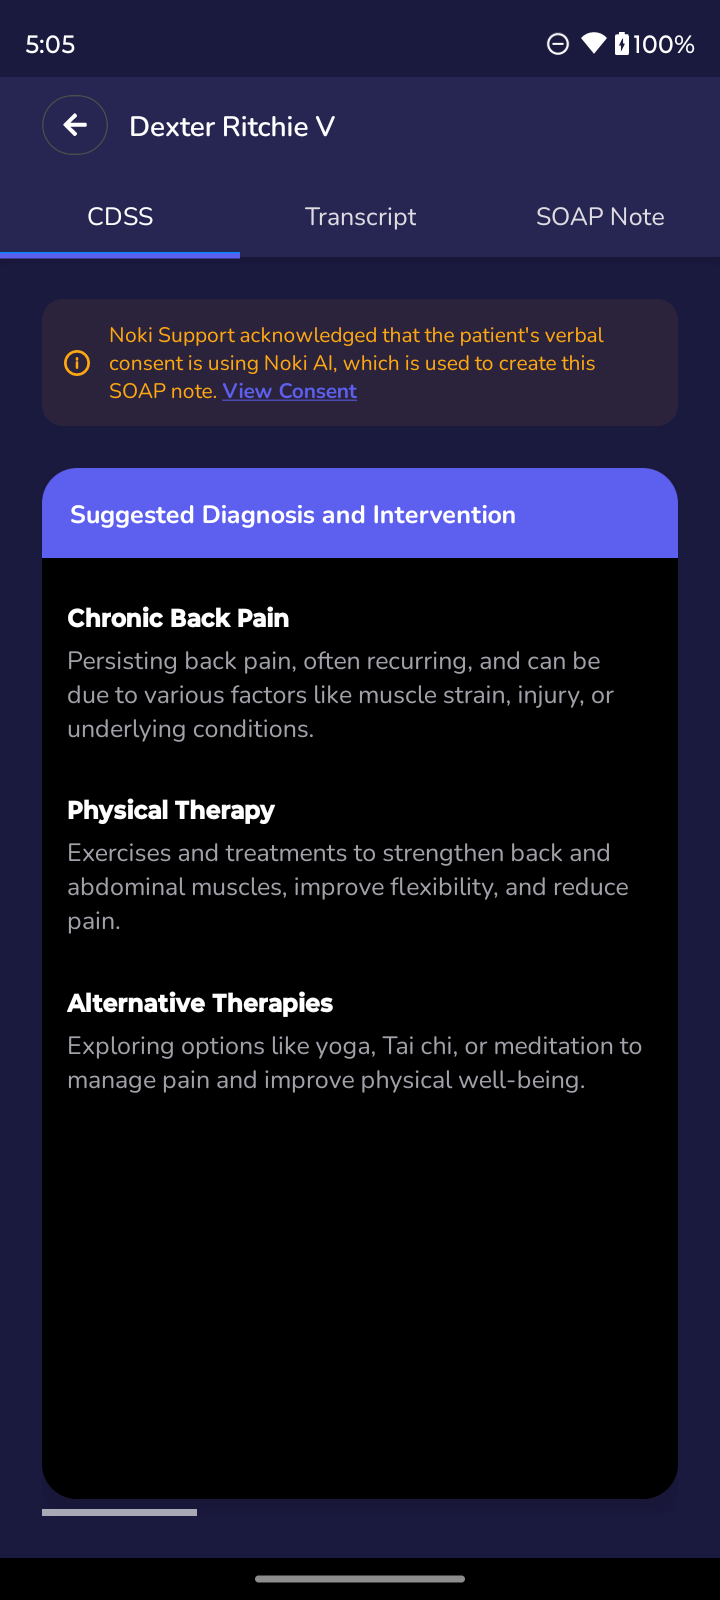 5:05
100%
Dexter Ritchie V
CDSS
Transcript
SOAP Note
Noki Support acknowledged that the patient's verbal
consent is using Noki AI, which is used to create this
SOAP note. View Consent
Suggested Diagnosis and Intervention
Chronic Back Pain
Persisting back pain, often recurring, and can be
due to various factors like muscle strain, injury, or
underlying conditions.
Physical Therapy
Exercises and treatments to strengthen back and
abdominal muscles, improve flexibility, and reduce
pain.
Alternative Therapies
Exploring options like yoga, Tai chi, or meditation to
manage pain and improve physical well-being.